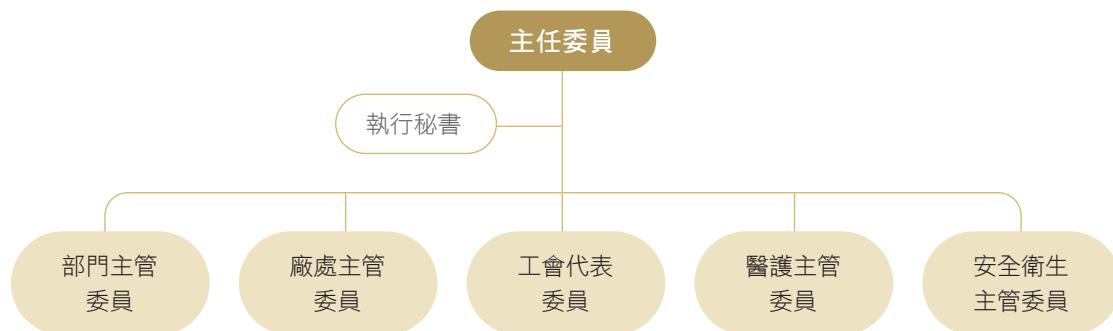 主任委員
執行秘書
部門主管
委員
廠處主管
委員
工會代表
委員
醫護主管
委員
安全衛生
主管委員